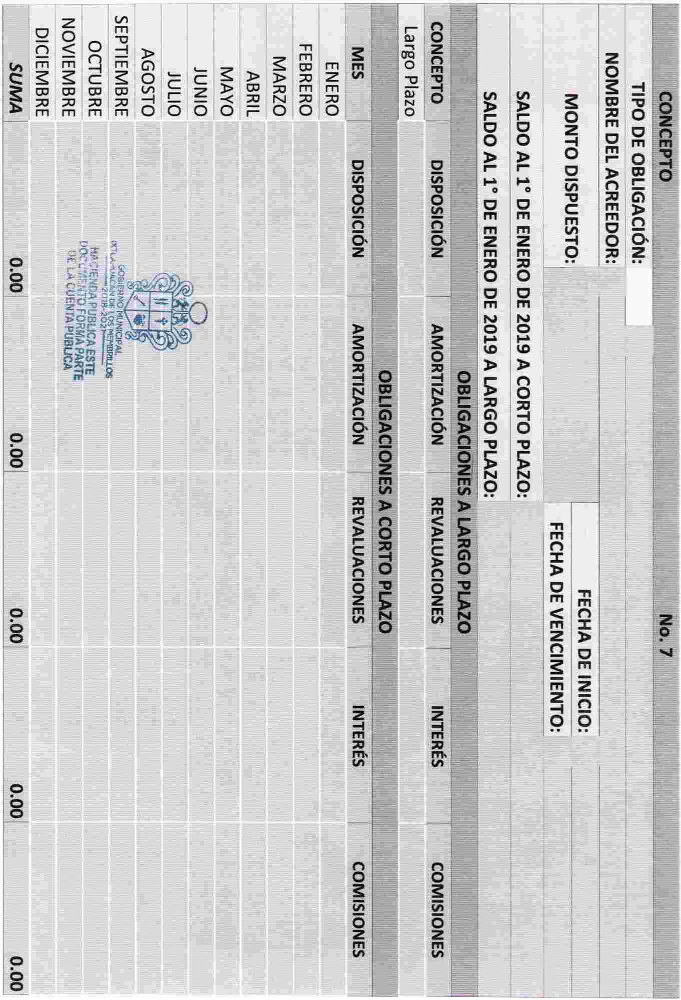 CONCEPTO No. 7
TIPO DE OBLIGACIÓN:
NOMBRE DEL ACREEDOR:
MONTO DISPUESTO:
FECHA DE INICIO:
FECHA DE VENCIMIENTO:
SALDO AL 1° DE ENERO DE 2019 A CORTO PLAZO:
SALDO AL 1° DE ENERO DE 2019 A LARGO PLAZO:
OBLIGACIONES A LARGO PLAZO
CONCEPTO DISPOSICIÓN AMORTIZACIÓN REVALUACIONES INTERÉS COMISIONES
Largo Plazo
OBLIGACIONES A CORTO PLAZO
MES DISPOSICIÓN AMORTIZACIÓN REVALUACIONES INTERÉS COMISIONES
ENERO
FEBRERO
MARZO
ABRIL
MAYO
JUNIO
JULIO
AGOSTO
SEPTIEMBRE
OCTUBRE
NOVIEMBRE
DICIEMBRE
SUMA 0.00 0.00 0.00 0.00 0.00
GOBIERNO MUNICIPAL
IXTLAHUACÁN DE LOS MEMBRILLOS
2018-2021
HACIENDA PUBLICA ESTE
DOCUMENTO FORMA PARTE
DE LA CUENTA PUBLICA